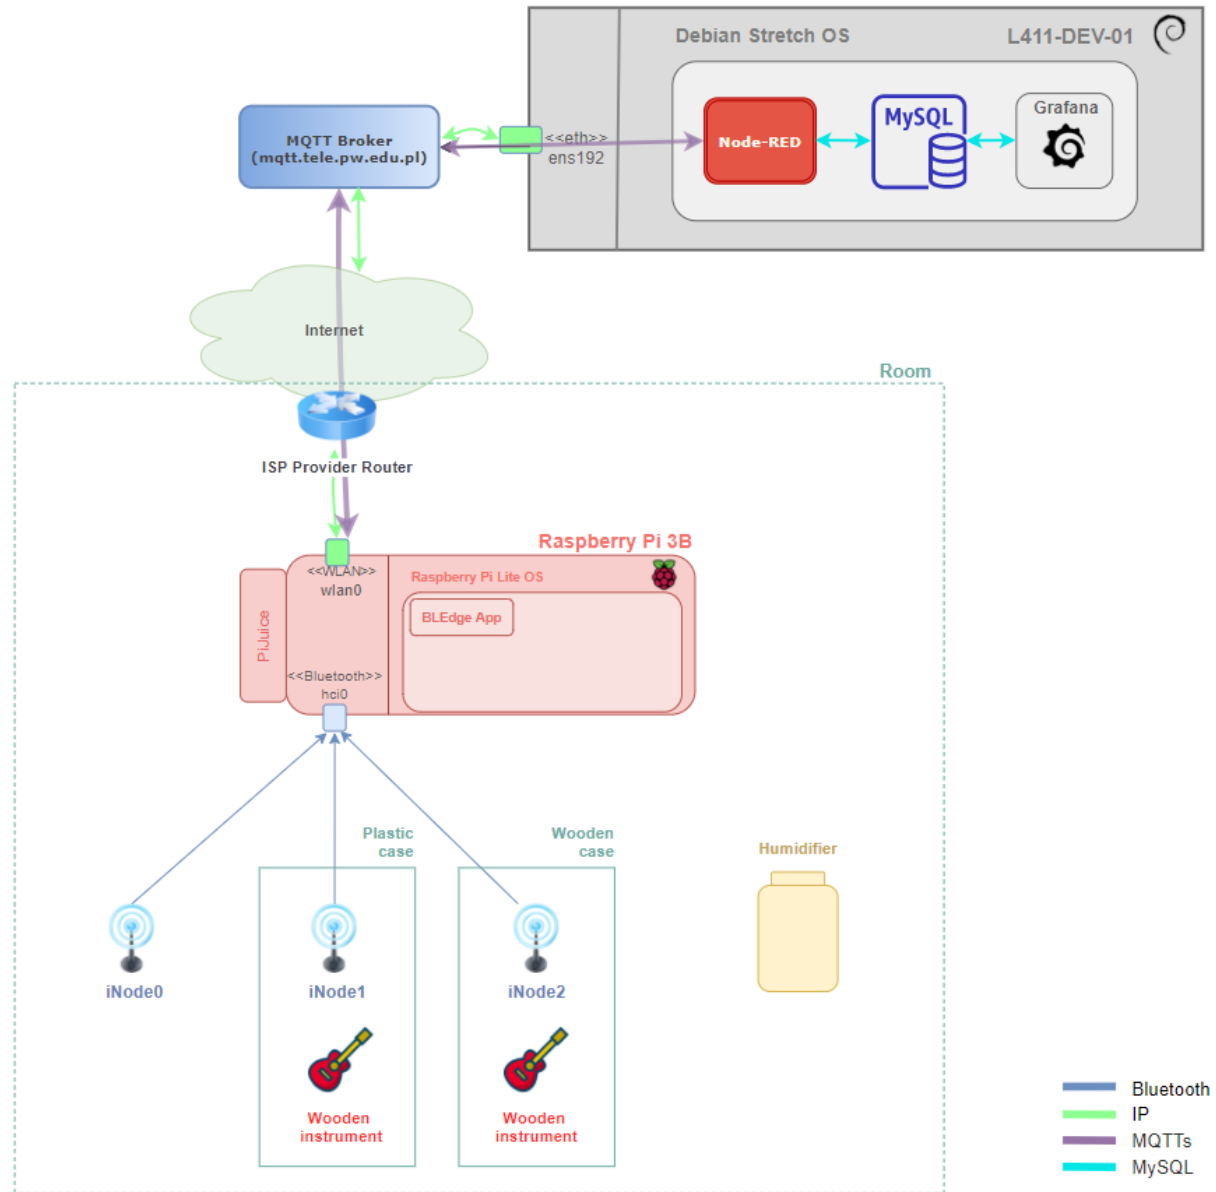 Debian Stretch OS
L411-DEV-01
MQTT Broker
(mqtt.tele.pw.edu.pl)
<<eth>>
ens192
Node-RED
MySQL
Grafana
Internet
Room
ISP Provider Router
Raspberry Pi 3B
<<WLAN>>
wlan0
Raspberry Pi Lite OS
BLEdge App
PiJuice
<<Bluetooth>>
hci0
Plastic
case
Wooden
case
Humidifier
iNode0
iNode1
iNode2
Wooden
instrument
Wooden
instrument
Bluetooth
IP
MQTTs
MySQL